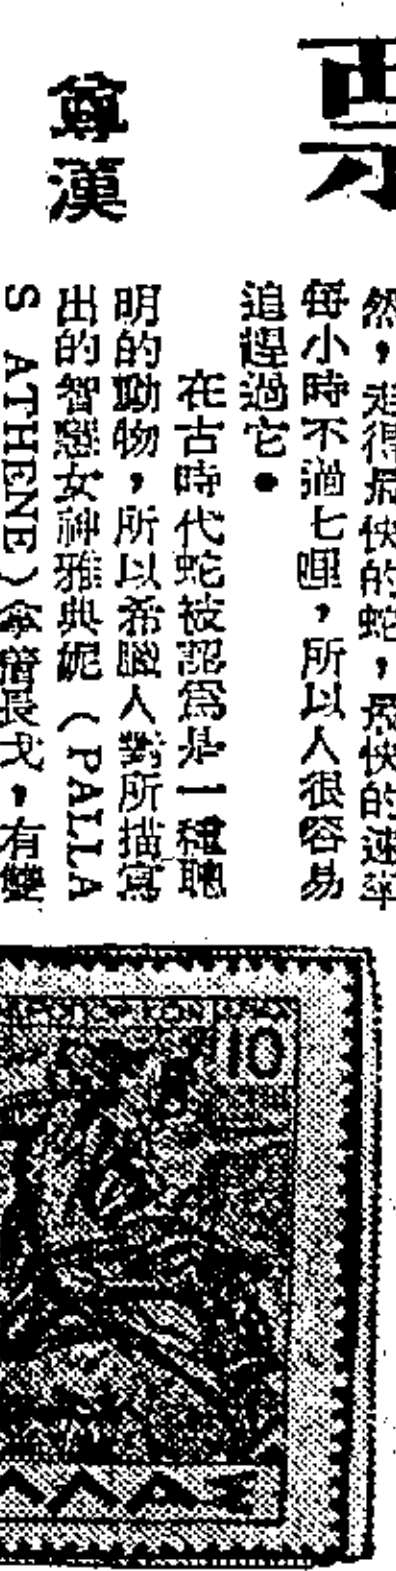 票
尊漢
然，走得最快的蛇，最快的速率
每小時不過七哩，所以人很容易
追趕過它●
在古時代蛇被認爲是一種聰
明的動物，所以希臘人對所描寫
出的智慧女神雅典妮（PALLA
S ATHENE）拿着長戈，有雙
10